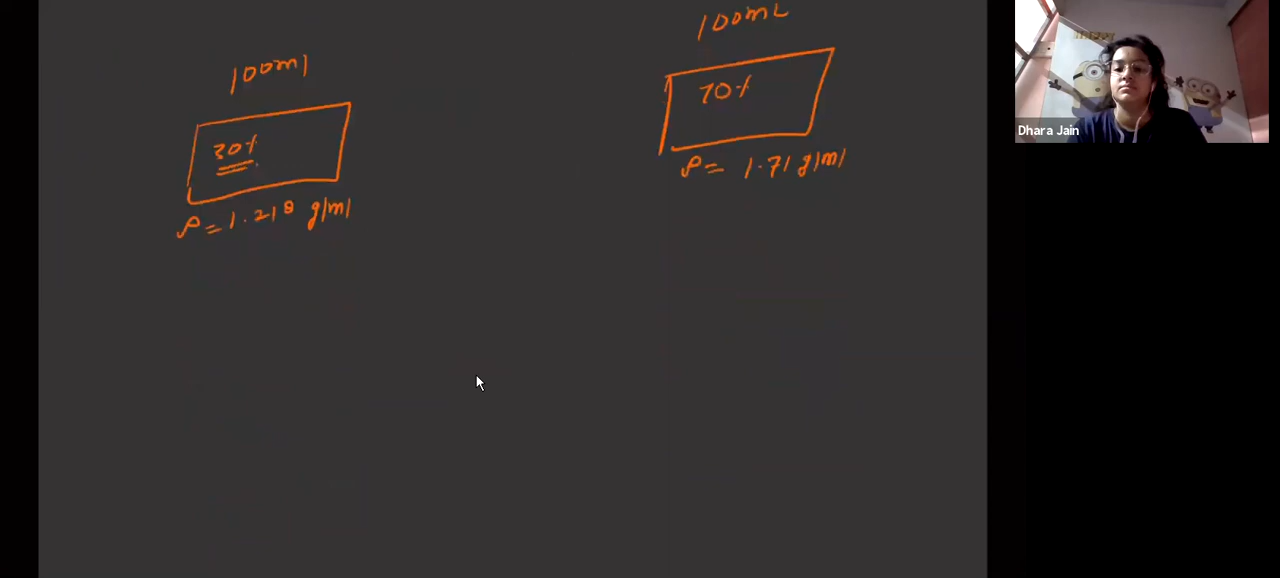 100ml
30%
ρ = 1.218 g/ml
100mL
70%
ρ = 1.71 g/ml
Dhara Jain